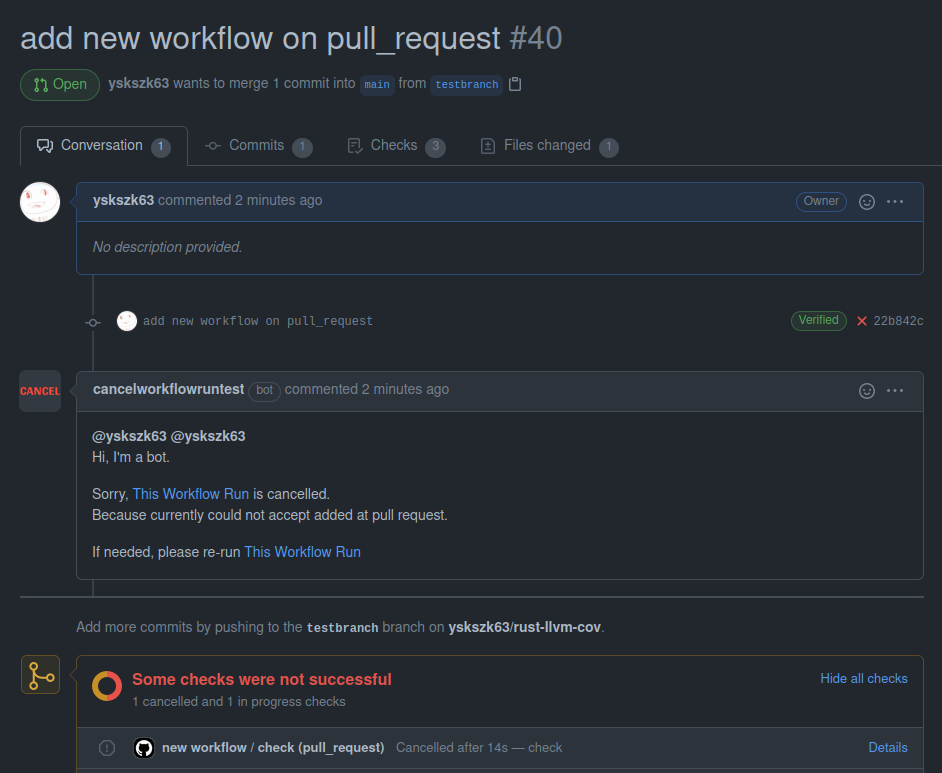 add new workflow on pull_request #40
Open yskszk63 wants to merge 1 commit into main from testbranch
Conversation 1 Commits 1 Checks 3 Files changed 1
yskszk63 commented 2 minutes ago Owner
No description provided.
add new workflow on pull_request Verified 22b842c
CANCEL cancelworkflowruntest bot commented 2 minutes ago
@yskszk63 @yskszk63
Hi, I'm a bot.
Sorry, This Workflow Run is cancelled.
Because currently could not accept added at pull request.
If needed, please re-run This Workflow Run
Add more commits by pushing to the testbranch branch on yskszk63/rust-llvm-cov.
Some checks were not successful Hide all checks
1 cancelled and 1 in progress checks
new workflow / check (pull_request) Cancelled after 14s — check Details